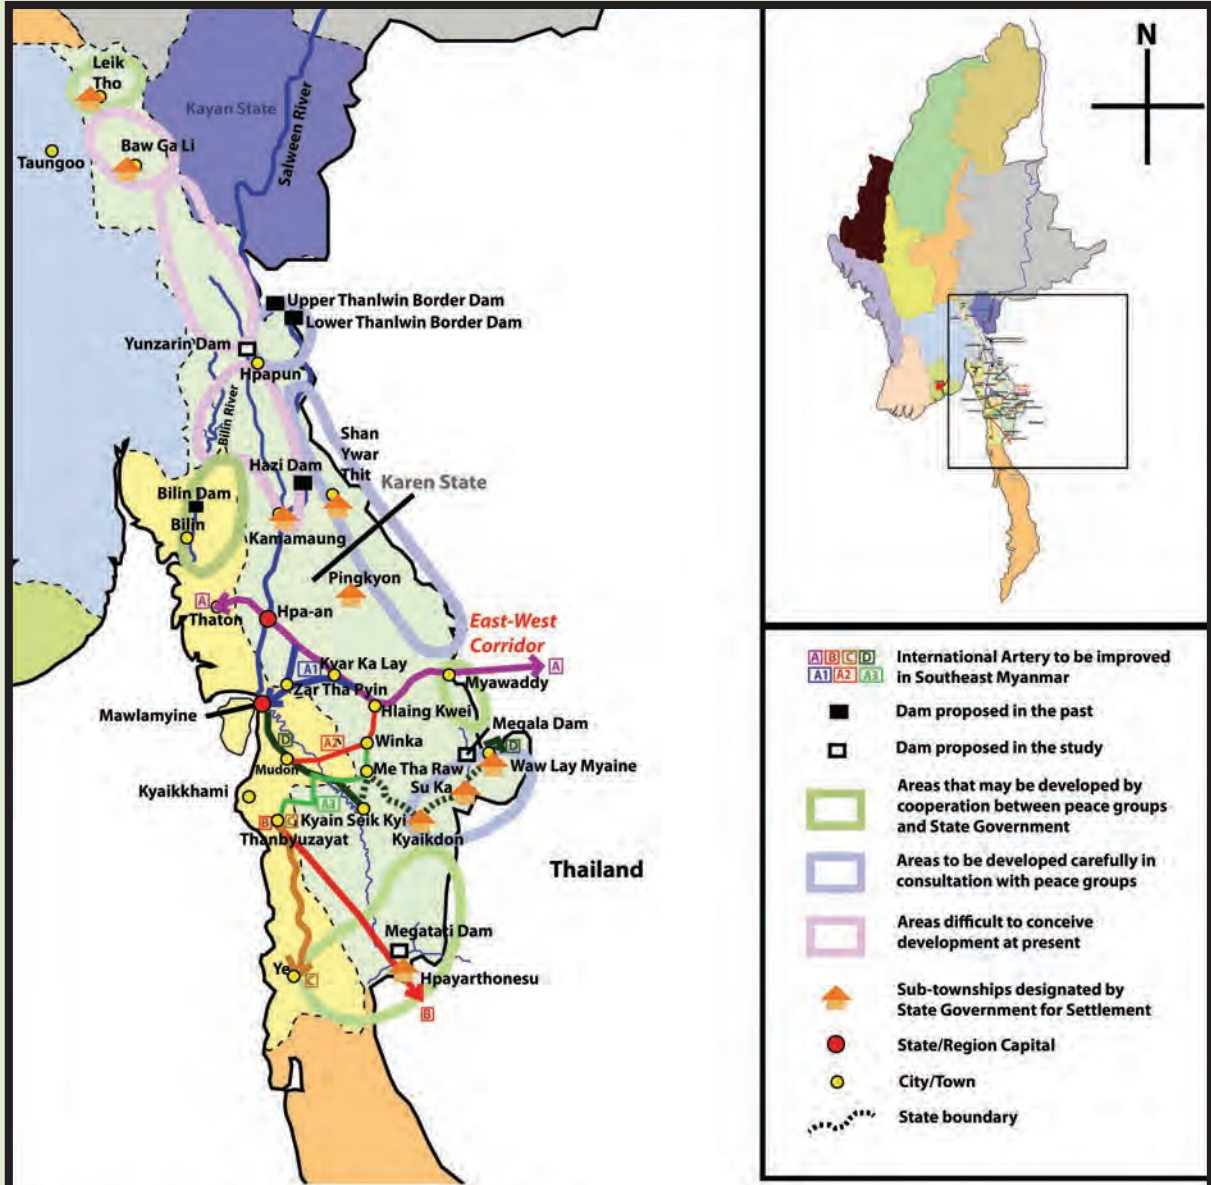 Leik
Tho
Kayan State
Salween River
Baw Ga Li
Taungoo
Upper Thanlwin Border Dam
Lower Thanlwin Border Dam
Yunzarin Dam
Hpapun
Bilin River
Shan
Ywar
Thit
Hazi Dam
Karen State
Bilin Dam
Bilin
Kamamaung
Pingkyon
A
Thaton
Hpa-an
East-West
Corridor
A1
Kyar Ka Lay
A
Zar Tha Pyin
Myawaddy
Mawlamyine
Hlaing Kwei
Megala Dam
D
A2
Winka
D
Mudon
Me Tha Raw
Waw Lay Myaine
Su Ka
Kyaikkhami
A3
B
C
Kyain Seik Kyi
Thanbyuzayat
Kyaikdon
Thailand
Megatati Dam
Ye
C
Hpayarthonesu
B
N
A B C D
A1 A2 A3
International Artery to be improved
in Southeast Myanmar
Dam proposed in the past
Dam proposed in the study
Areas that may be developed by
cooperation between peace groups
and State Government
Areas to be developed carefully in
consultation with peace groups
Areas difficult to conceive
development at present
Sub-townships designated by
State Government for Settlement
State/Region Capital
City/Town
State boundary